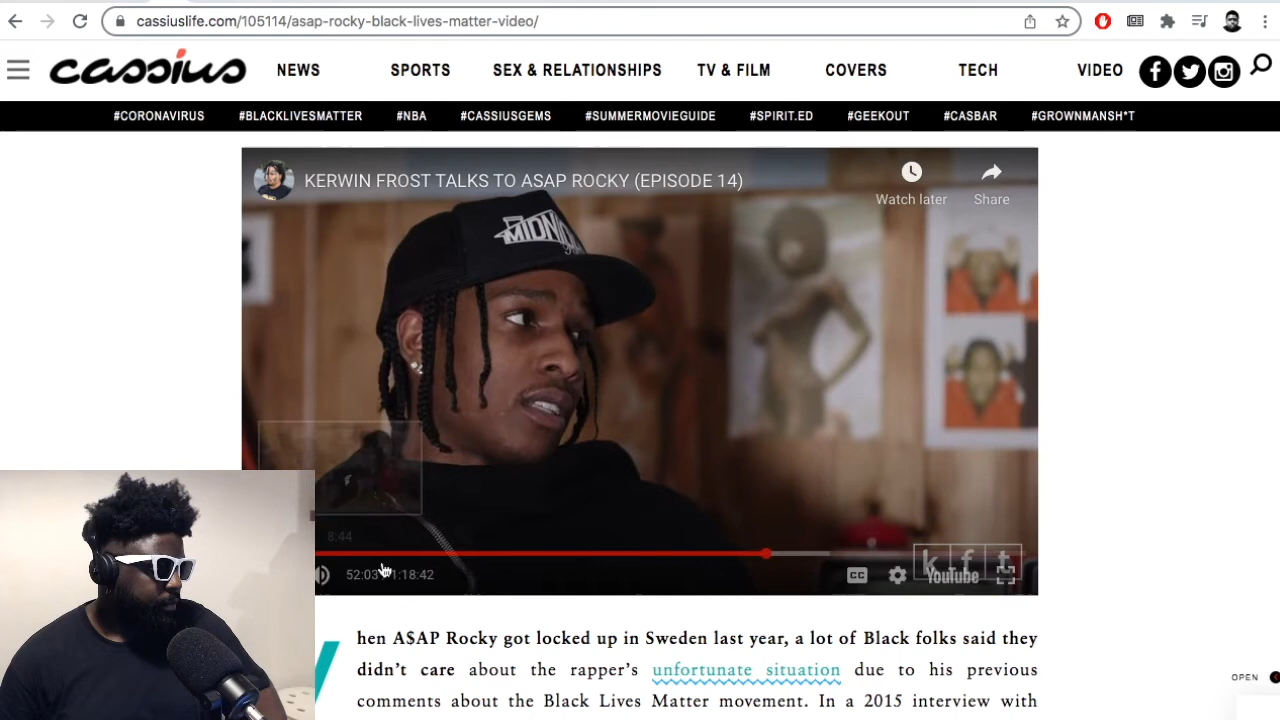 cassiuslife.com/105114/asap-rocky-black-lives-matter-video/
cassius
NEWS SPORTS SEX & RELATIONSHIPS TV & FILM COVERS TECH VIDEO
#CORONAVIRUS #BLACKLIVESMATTER #NBA #CASSIUSGEMS #SUMMERMOVIEGUIDE #SPIRIT.ED #GEEKOUT #CASBAR #GROWNMANSH*T
KERWIN FROST TALKS TO ASAP ROCKY (EPISODE 14)
Watch later Share
8:44
52:03 1:18:42
CC
k f t
YouTube
hen A$AP Rocky got locked up in Sweden last year, a lot of Black folks said they
didn't care about the rapper's unfortunate situation due to his previous
comments about the Black Lives Matter movement. In a 2015 interview with
OPEN